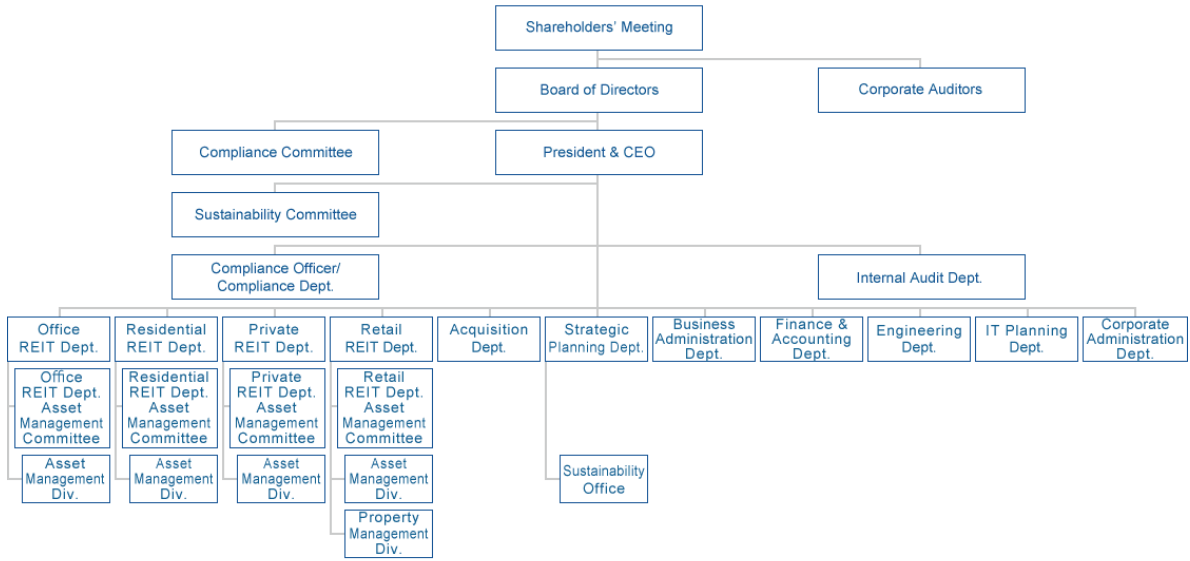 Shareholders’ Meeting
Board of Directors
Corporate Auditors
Compliance Committee
President & CEO
Sustainability Committee
Compliance Officer/
Compliance Dept.
Internal Audit Dept.
Office
REIT Dept.
Residential
REIT Dept.
Private
REIT Dept.
Retail
REIT Dept.
Acquisition
Dept.
Strategic
Planning Dept.
Business
Administration
Dept.
Finance &
Accounting
Dept.
Engineering
Dept.
IT Planning
Dept.
Corporate
Administration
Dept.
Office
REIT Dept.
Asset
Management
Committee
Residential
REIT Dept.
Asset
Management
Committee
Private
REIT Dept.
Asset
Management
Committee
Retail
REIT Dept.
Asset
Management
Committee
Asset
Management
Div.
Asset
Management
Div.
Asset
Management
Div.
Asset
Management
Div.
Sustainability
Office
Property
Management
Div.